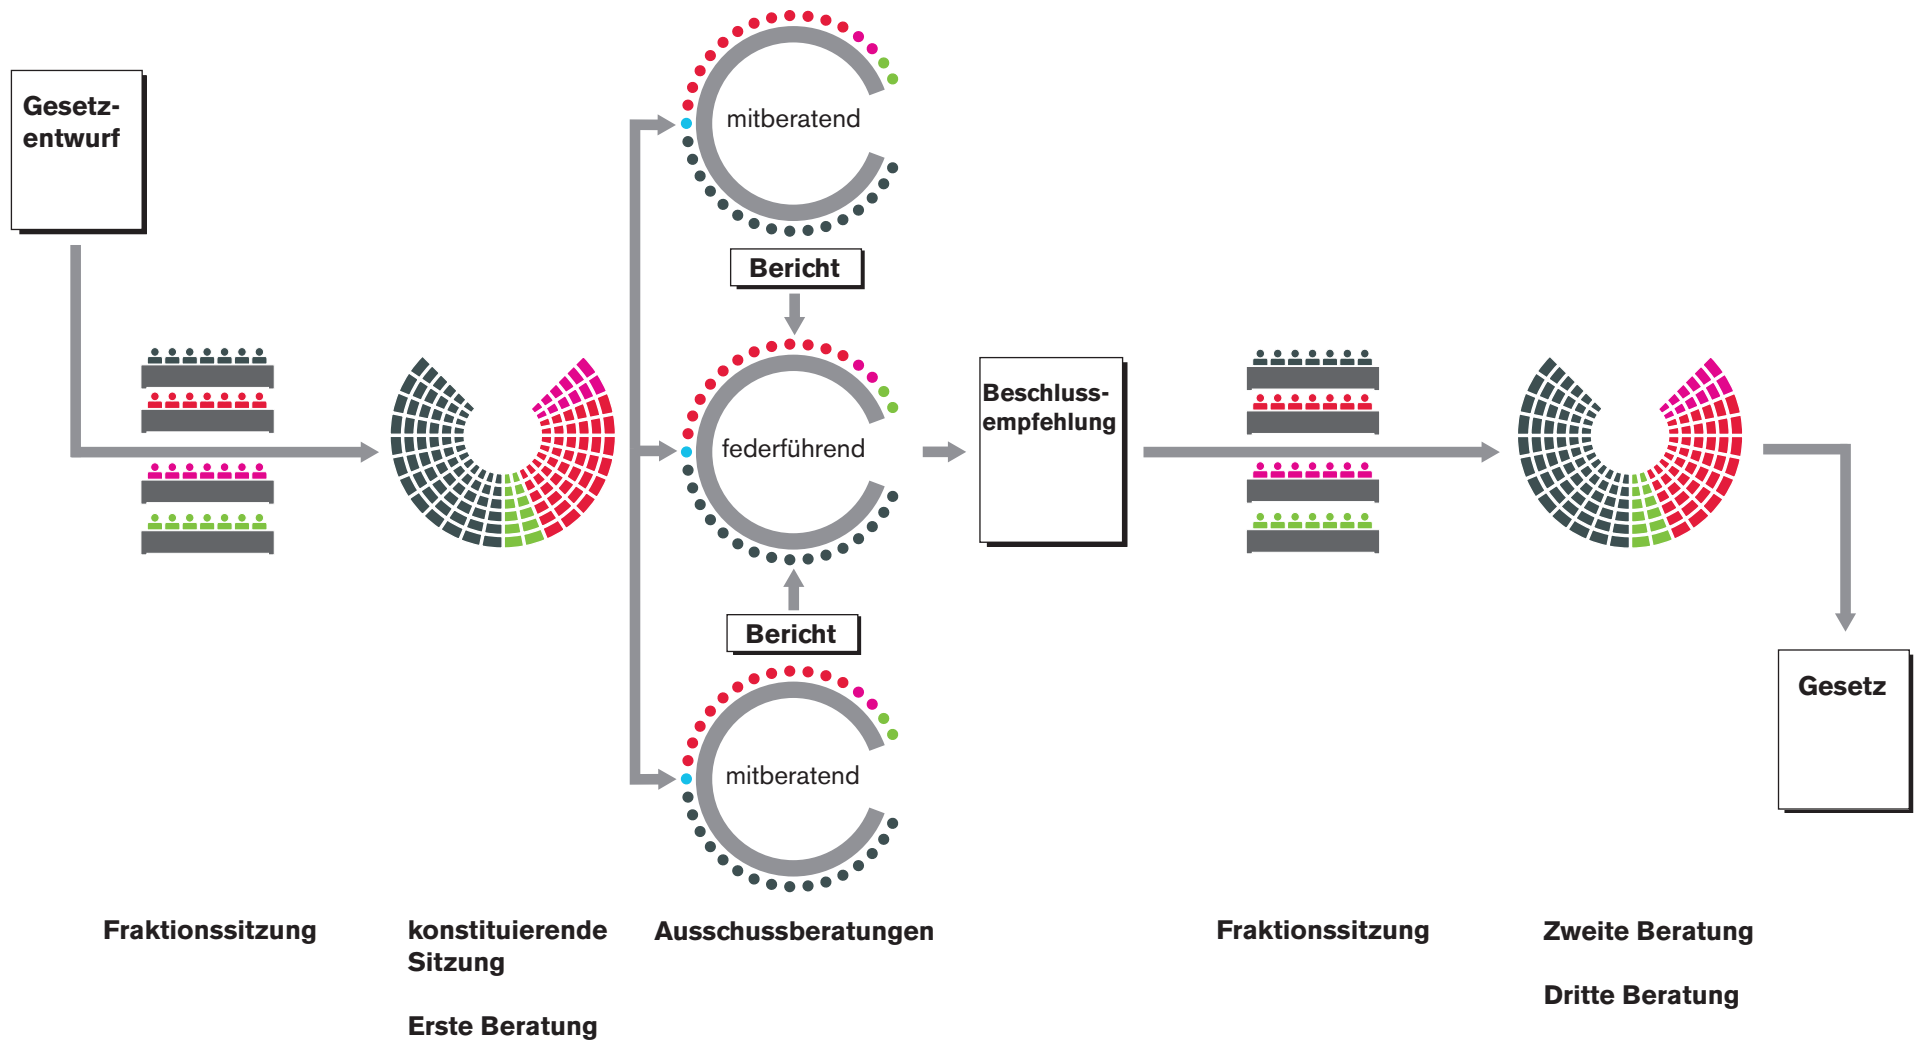 Gesetz-
entwurf
mitberatend
Bericht
federführend
Bericht
mitberatend
Beschluss-
empfehlung
Gesetz
Fraktionssitzung
konstituierende
Sitzung
Erste Beratung
Ausschussberatungen
Fraktionssitzung
Zweite Beratung
Dritte Beratung